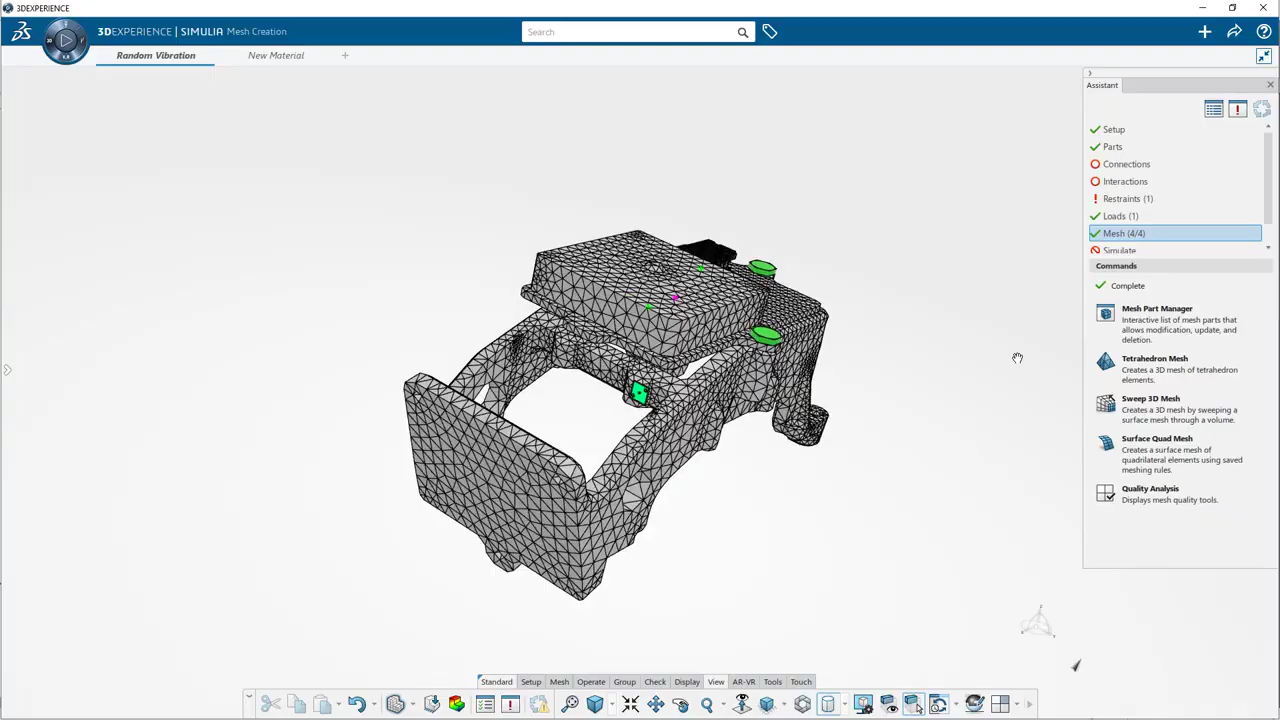 3DEXPERIENCE
3DEXPERIENCE | SIMULIA Mesh Creation
Search
Random Vibration
New Material
Assistant
Setup
Parts
Connections
Interactions
Restraints (1)
Loads (1)
Mesh (4/4)
Simulate
Commands
Complete
Mesh Part Manager
Interactive list of mesh parts that
allows modification, update, and
deletion.
Tetrahedron Mesh
Creates a 3D mesh of tetrahedron
elements.
Sweep 3D Mesh
Creates a 3D mesh by sweeping a
surface mesh through a volume.
Surface Quad Mesh
Creates a surface mesh of
quadrilateral elements using saved
meshing rules.
Quality Analysis
Displays mesh quality tools.
Standard Setup Mesh Operate Group Check Display View AR-VR Tools Touch